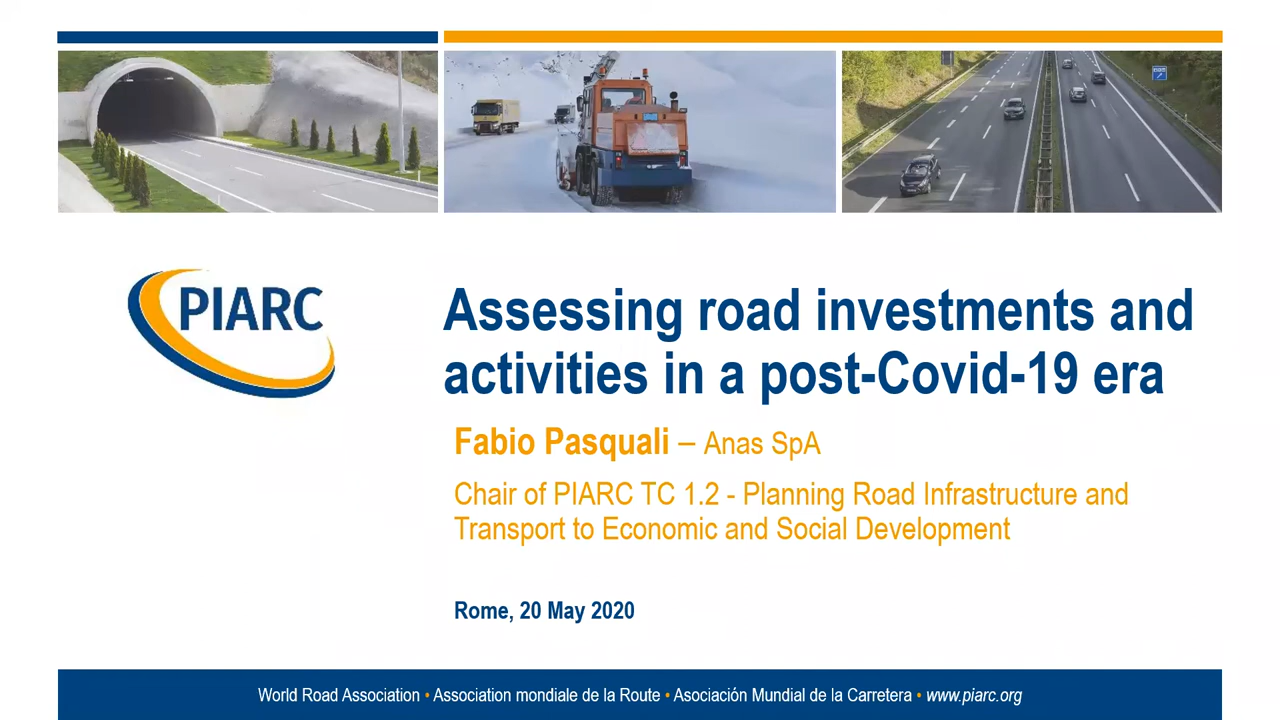 PIARC
Assessing road investments and
activities in a post-Covid-19 era
Fabio Pasquali – Anas SpA
Chair of PIARC TC 1.2 - Planning Road Infrastructure and
Transport to Economic and Social Development
Rome, 20 May 2020
World Road Association • Association mondiale de la Route • Asociación Mundial de la Carretera • www.piarc.org